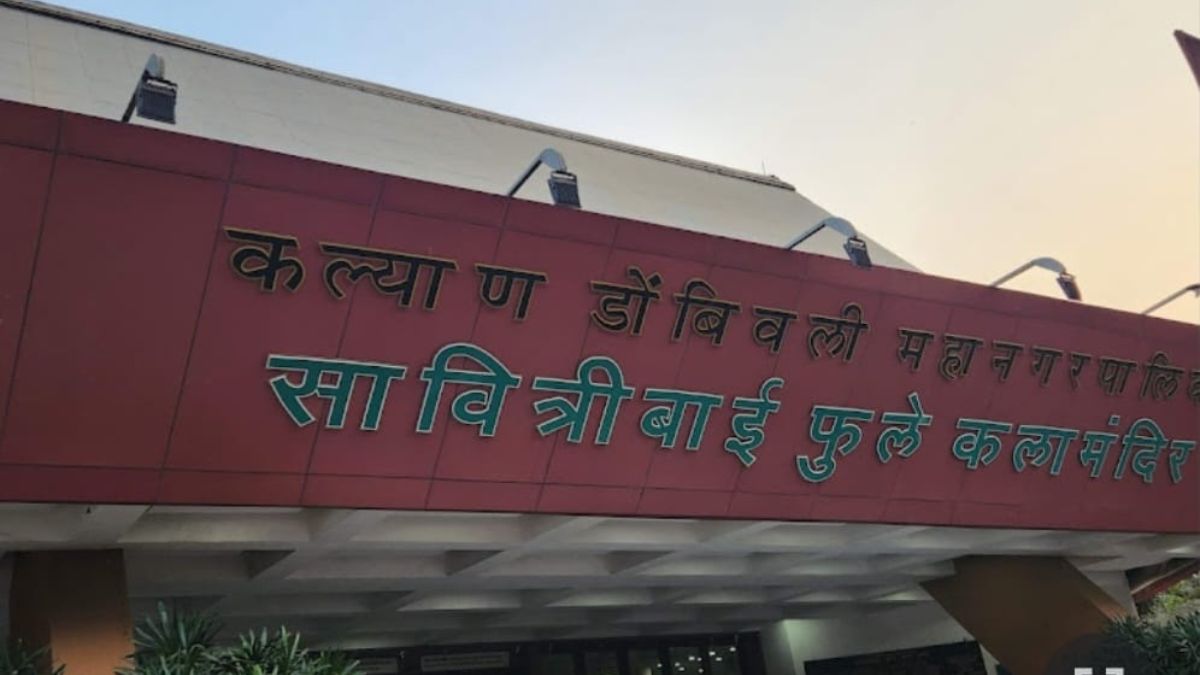 कल्याण डोंबिवली महानगरपालिक
सावित्रीबाई फुले कलामंदिर